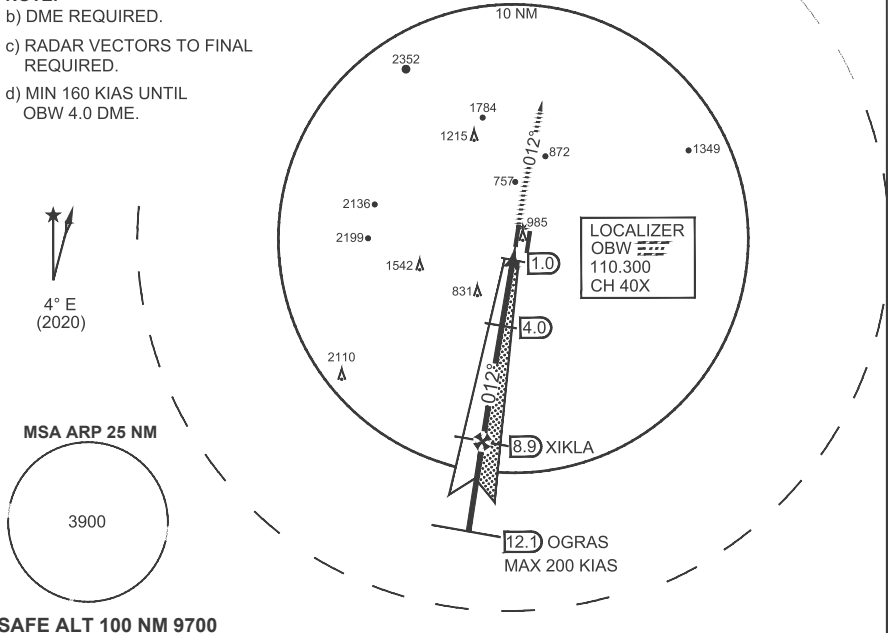 b) DME REQUIRED.
c) RADAR VECTORS TO FINAL
REQUIRED.
d) MIN 160 KIAS UNTIL
OBW 4.0 DME.
10 NM
2352
1784
1215
012°
872
1349
757
2136
985
2199
LOCALIZER
OBW
110.300
CH 40X
1542
1.0
831
4° E
(2020)
4.0
2110
012°
MSA ARP 25 NM
8.9 XIKLA
3900
12.1 OGRAS
MAX 200 KIAS
SAFE ALT 100 NM 9700